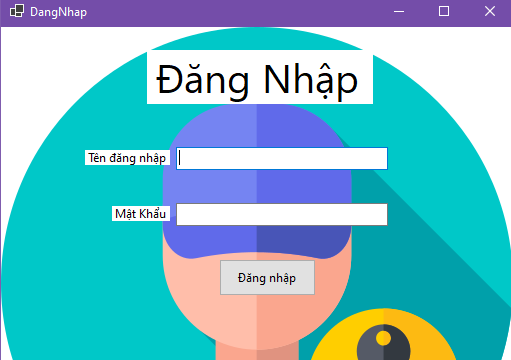 DangNhap
Đăng Nhập
Tên đăng nhập
Mật Khẩu
Đăng nhập